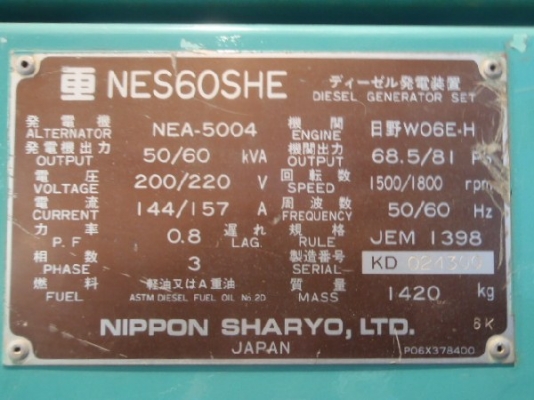 NES60SHE ディーゼル発電装置
DIESEL GENERATOR SET
発電機 NEA-5004 機関 日野W06E-H
ALTERNATOR ENGINE
発電機出力 50/60 kVA 機関出力 68.5/81
OUTPUT OUTPUT
電圧 200/220 V 回転数 1500/1800 rpm
VOLTAGE SPEED
電流 144/157 A 周波数 50/60 Hz
CURRENT FREQUENCY
力率 0.8 遅れ 規格 JEM 1398
P.F LAG. RULE
相数 3 製造番号 KD
PHASE SERIAL
燃料 軽油又はA重油 質量 1420 kg
FUEL ASTM DIESEL FUEL OIL No.2D MASS
NIPPON SHARYO, LTD. 6K
JAPAN P06X378400